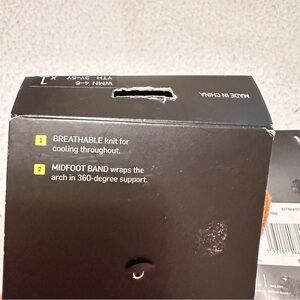 WMN 4-6
YTH 3Y-5Y
MADE IN CHINA
1 BREATHABLE knit for
cooling throughout.
2 MIDFOOT BAND wraps the
arch in 360-degree support.